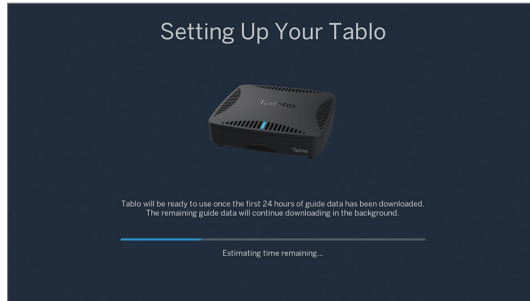 Setting Up Your Tablo
Tablo
Tablo will be ready to use once the first 24 hours of guide data has been downloaded.
The remaining guide data will continue downloading in the background.
Estimating time remaining...